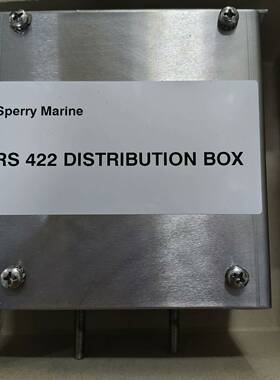 Sperry Marine
RS 422 DISTRIBUTION BOX